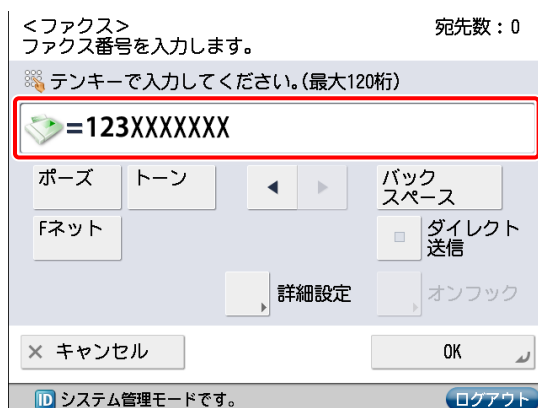 <ファクス>
宛先数：0
ファクス番号を入力します。
テンキーで入力してください。(最大120桁)
=123XXXXXXX
ポーズ
トーン
バック
スペース
Fネット
ダイレクト
送信
詳細設定
オンフック
× キャンセル
OK
ID システム管理モードです。
ログアウト